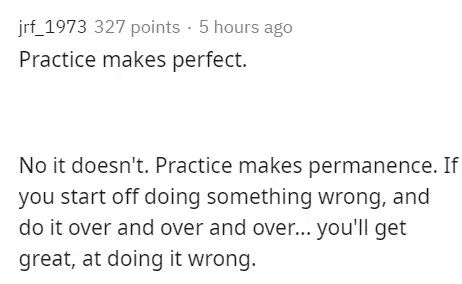 jrf_1973 327 points · 5 hours ago
Practice makes perfect.
No it doesn't. Practice makes permanence. If
you start off doing something wrong, and
do it over and over and over... you'll get
great, at doing it wrong.